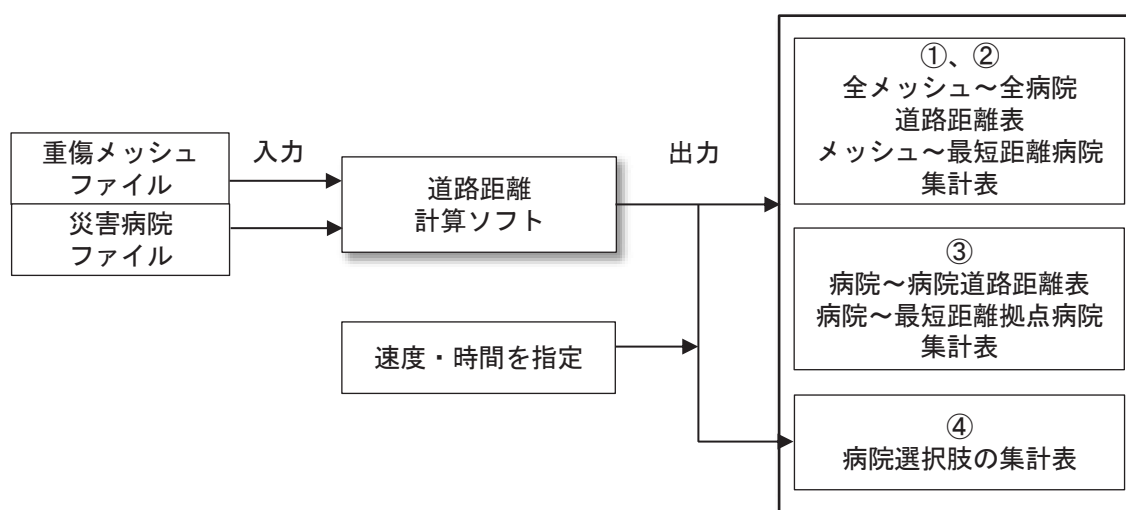 重傷メッシュ
ファイル
災害病院
ファイル
入力
道路距離
計算ソフト
速度・時間を指定
出力
①、②
全メッシュ～全病院
道路距離表
メッシュ～最短距離病院
集計表
③
病院～病院道路距離表
病院～最短距離拠点病院
集計表
④
病院選択肢の集計表